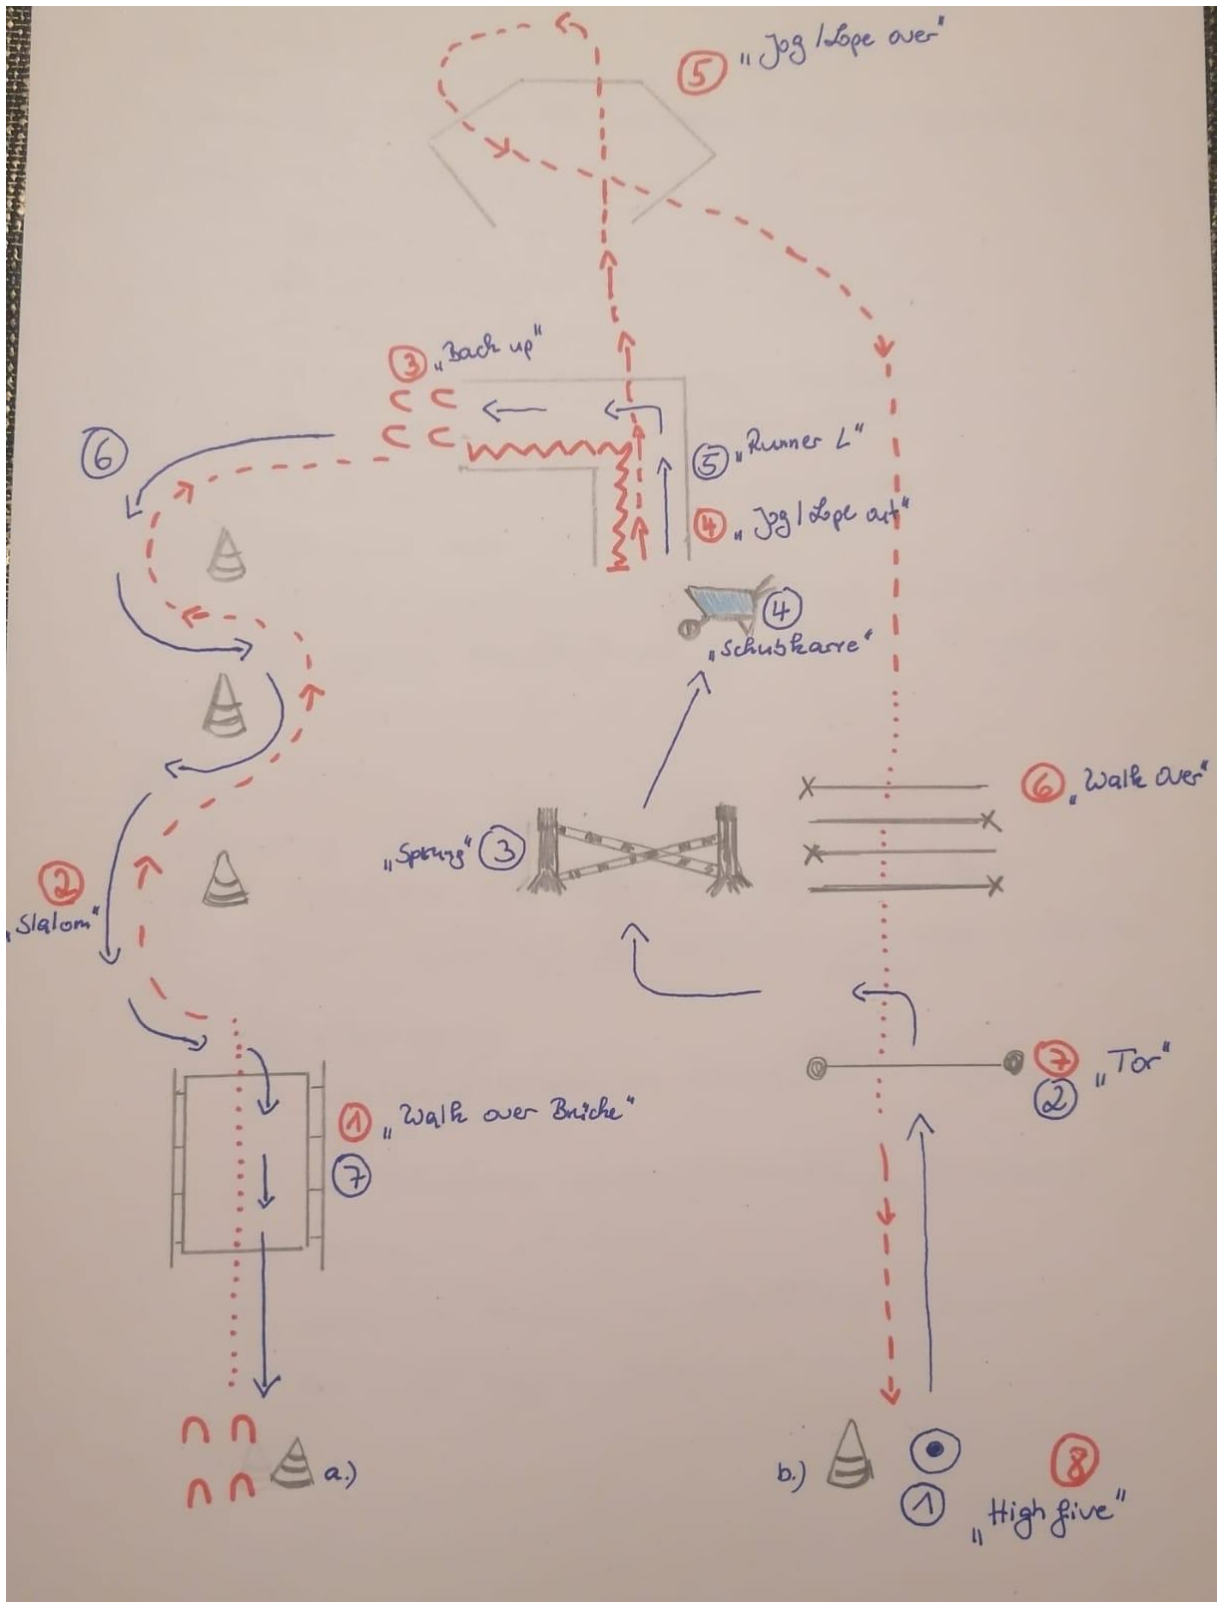 ⑤ "Jog / Lope over"
③ „Back up"
⑥
⑤ „Runner L"
④ „Jog / Lope out"
④
„Schubkarre"
⑥ „Walk Over"
„Sprung" ③
②
„Slalom"
⑦ „Tor"
②
① „Walk over Brücke"
⑦
a.)
b.)
⑧
① „High five"